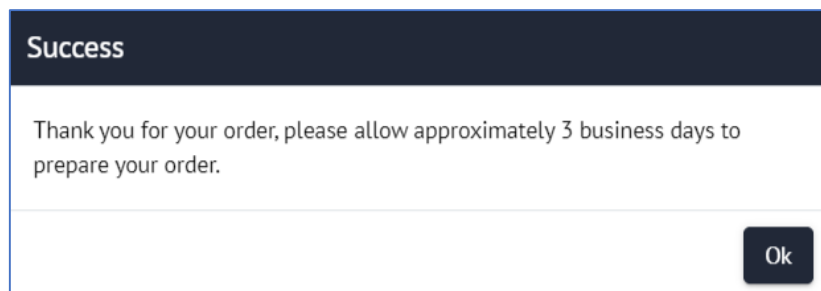 Success
Thank you for your order, please allow approximately 3 business days to
prepare your order.
Ok